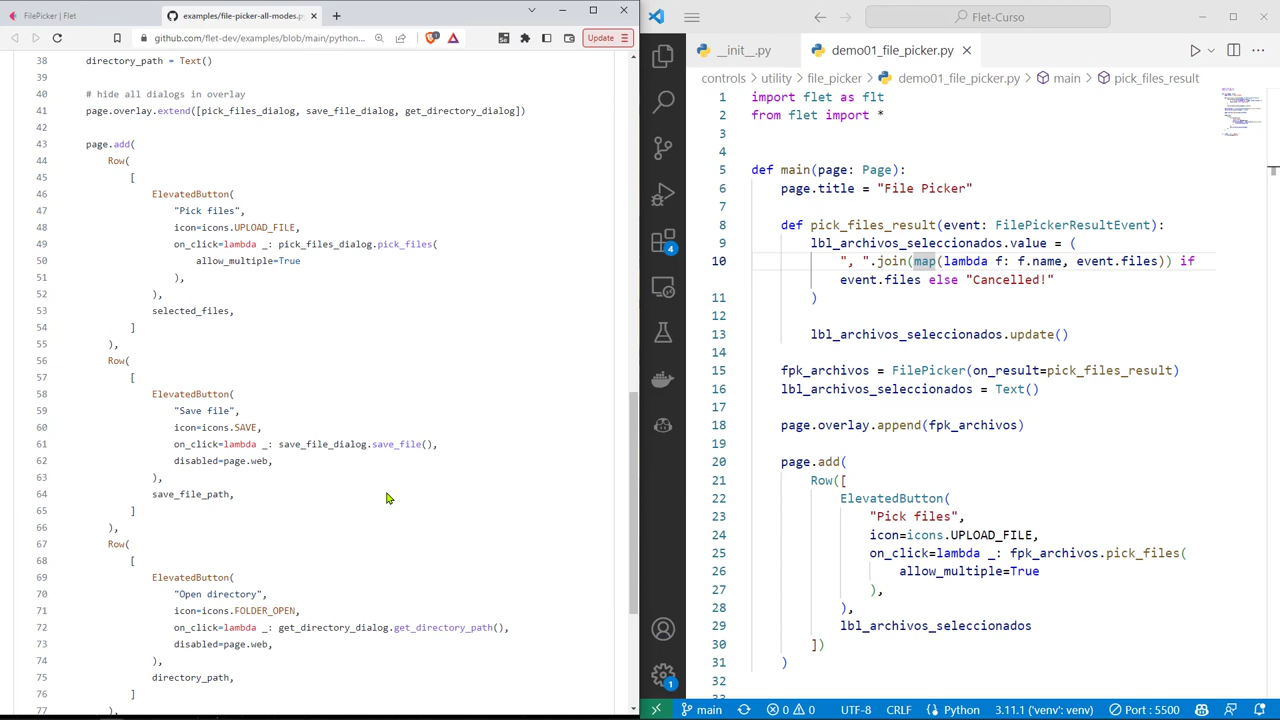 FilePicker | Flet
examples/file-picker-all-modes.py
github.com/flet-dev/examples/blob/main/python...
Update
38 directory_path = Text()
39
40 # hide all dialogs in overlay
41 page.overlay.extend([pick_files_dialog, save_file_dialog, get_directory_dialog])
42
43 page.add(
44 Row(
45 [
46 ElevatedButton(
47 "Pick files",
48 icon=icons.UPLOAD_FILE,
49 on_click=lambda _: pick_files_dialog.pick_files(
50 allow_multiple=True
51 ),
52 ),
53 selected_files,
54 ]
55 ),
56 Row(
57 [
58 ElevatedButton(
59 "Save file",
60 icon=icons.SAVE,
61 on_click=lambda _: save_file_dialog.save_file(),
62 disabled=page.web,
63 ),
64 save_file_path,
65 ]
66 ),
67 Row(
68 [
69 ElevatedButton(
70 "Open directory",
71 icon=icons.FOLDER_OPEN,
72 on_click=lambda _: get_directory_dialog.get_directory_path(),
73 disabled=page.web,
74 ),
75 directory_path,
76 ]
77 ),
Flet-Curso
__init__.py
demo01_file_picker.py
controls > utility > file_picker > demo01_file_picker.py > main > pick_files_result
1 import flet as flt
2 from flet import *
3
4
5 def main(page: Page):
6 page.title = "File Picker"
7
8 def pick_files_result(event: FilePickerResultEvent):
9 lbl_archivos_seleccionados.value = (
10 ", ".join(map(lambda f: f.name, event.files)) if
event.files else "Cancelled!"
11 )
12
13 lbl_archivos_seleccionados.update()
14
15 fpk_archivos = FilePicker(on_result=pick_files_result)
16 lbl_archivos_seleccionados = Text()
17
18 page.overlay.append(fpk_archivos)
19
20 page.add(
21 Row([
22 ElevatedButton(
23 "Pick files",
24 icon=icons.UPLOAD_FILE,
25 on_click=lambda _: fpk_archivos.pick_files(
26 allow_multiple=True
27 ),
28 ),
29 lbl_archivos_seleccionados
30 ])
31 )
32
4
1
main 0 0 UTF-8 CRLF Python 3.11.1 ('venv': venv) Port : 5500